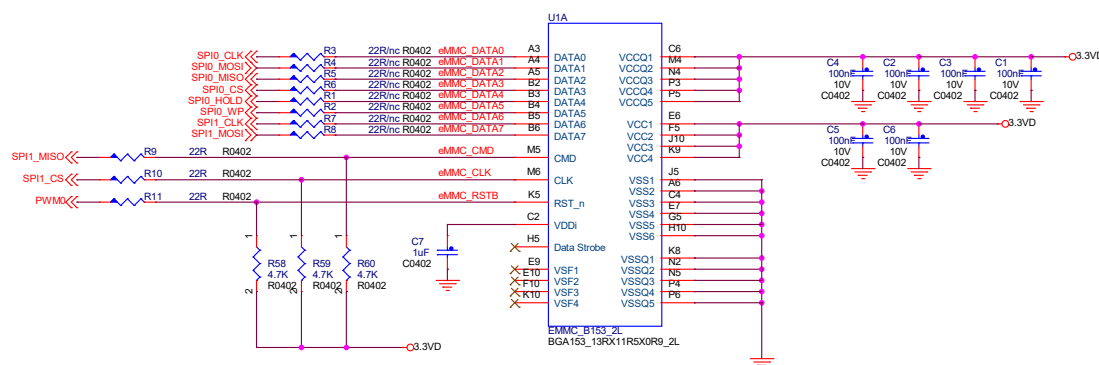 U1A
SPI0_CLK R3 22R/nc R0402 eMMC_DATA0 A3 DATA0 VCCQ1 C6
SPI0_MOSI R4 22R/nc R0402 eMMC_DATA1 A4 DATA1 VCCQ2 M4
SPI0_MISO R5 22R/nc R0402 eMMC_DATA2 A5 DATA2 VCCQ3 N4
SPI0_CS R6 22R/nc R0402 eMMC_DATA3 B2 DATA3 VCCQ4 P3
SPI0_HOLD R1 22R/nc R0402 eMMC_DATA4 B3 DATA4 VCCQ5 P5
SPI0_WP R2 22R/nc R0402 eMMC_DATA5 B4 DATA5
SPI1_CLK R7 22R/nc R0402 eMMC_DATA6 B5 DATA6 VCC1 E6
SPI1_MOSI R8 22R/nc R0402 eMMC_DATA7 B6 DATA7 VCC2 F5
VCC3 J10
VCC4 K9
3.3VD
C4 C2 C3 C1
100nF 100nF 100nF 100nF
10V 10V 10V 10V
C0402 C0402 C0402 C0402
3.3VD
C5 C6
100nF 100nF
10V 10V
C0402 C0402
SPI1_MISO R9 22R R0402 eMMC_CMD M5 CMD
SPI1_CS R10 22R R0402 eMMC_CLK M6 CLK
PWM0 R11 22R R0402 eMMC_RSTB K5 RST_n
VSS1 J5
VSS2 A6
VSS3 C4
VSS4 E7
VSS5 G5
VSS6 H10
C2 VDDi
C7
1uF
C0402
H5 Data Strobe
VSSQ1 K8
VSSQ2 N2
VSSQ3 N5
VSSQ4 P4
VSSQ5 P6
E9 VSF1
E10 VSF2
F10 VSF3
K10 VSF4
1 1 1
R58 R59 R60
4.7K 4.7K 4.7K
R0402 R0402 R0402
2 2 2
3.3VD
EMMC_B153_2L
BGA153_13RX11R5X0R9_2L